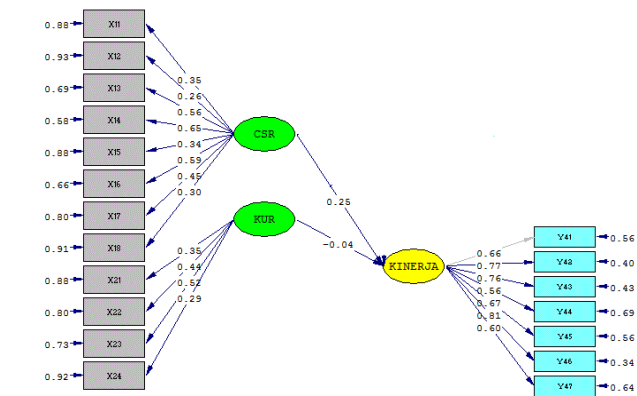 0.88 X11
0.93 X12
0.69 X13
0.58 X14
0.88 X15
0.66 X16
0.80 X17
0.91 X18
0.88 X21
0.80 X22
0.73 X23
0.92 X24
0.35
0.26
0.56
0.65
0.34
0.59
0.45
0.30
CSR
KUR
0.35
0.44
0.52
0.29
0.25
-0.04
KINERJA
0.66
0.77
0.76
0.56
0.67
0.81
0.60
Y41 0.56
Y42 0.40
Y43 0.43
Y44 0.69
Y45 0.56
Y46 0.34
Y47 0.64